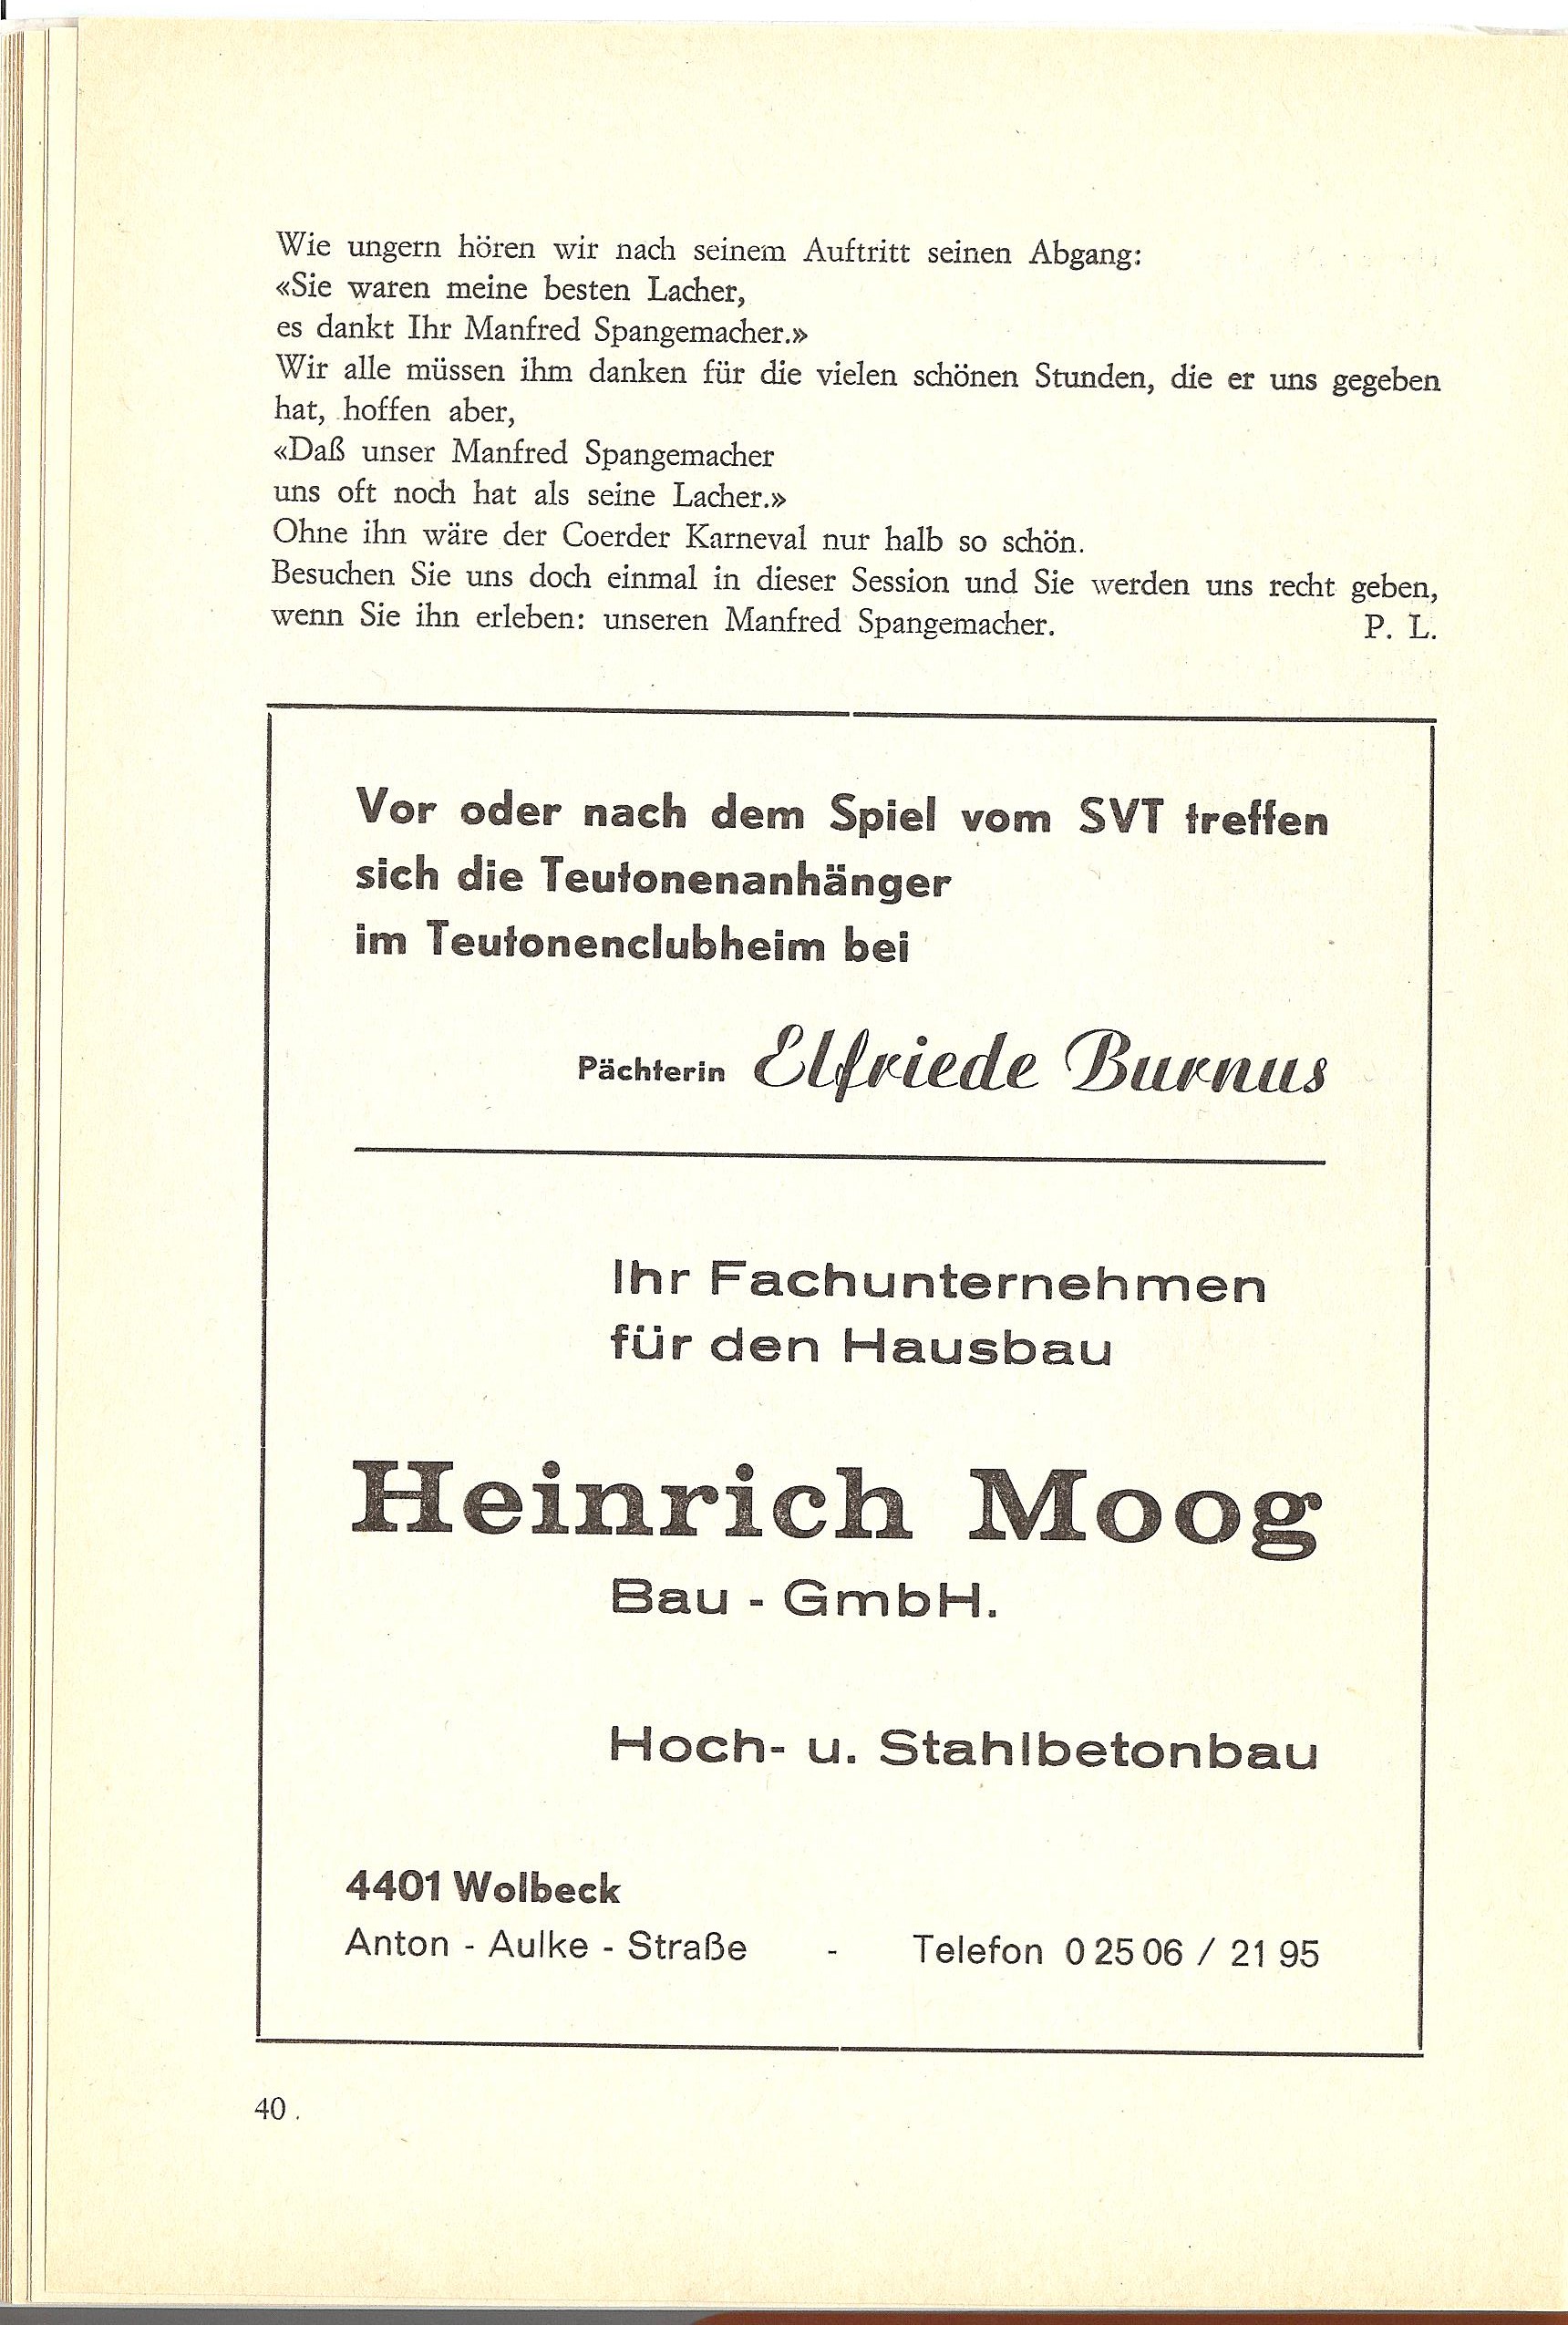 Wie ungern hören wir nach seinem Auftritt seinen Abgang:
«Sie waren meine besten Lacher,
es dankt Ihr Manfred Spangemacher.»
Wir alle müssen ihm danken für die vielen schönen Stunden, die er uns gegeben
hat, hoffen aber,
«Daß unser Manfred Spangemacher
uns oft noch hat als seine Lacher.»
Ohne ihn wäre der Coerder Karneval nur halb so schön.
Besuchen Sie uns doch einmal in dieser Session und Sie werden uns recht geben,
wenn Sie ihn erleben: unseren Manfred Spangemacher. P. L.
Vor oder nach dem Spiel vom SVT treffen
sich die Teutonenanhänger
im Teutonenclubheim bei
Pächterin Elfriede Burnus
Ihr Fachunternehmen
für den Hausbau
Heinrich Moog
Bau - GmbH.
Hoch- u. Stahlbetonbau
4401 Wolbeck
Anton - Aulke - Straße - Telefon 0 25 06 / 21 95
40